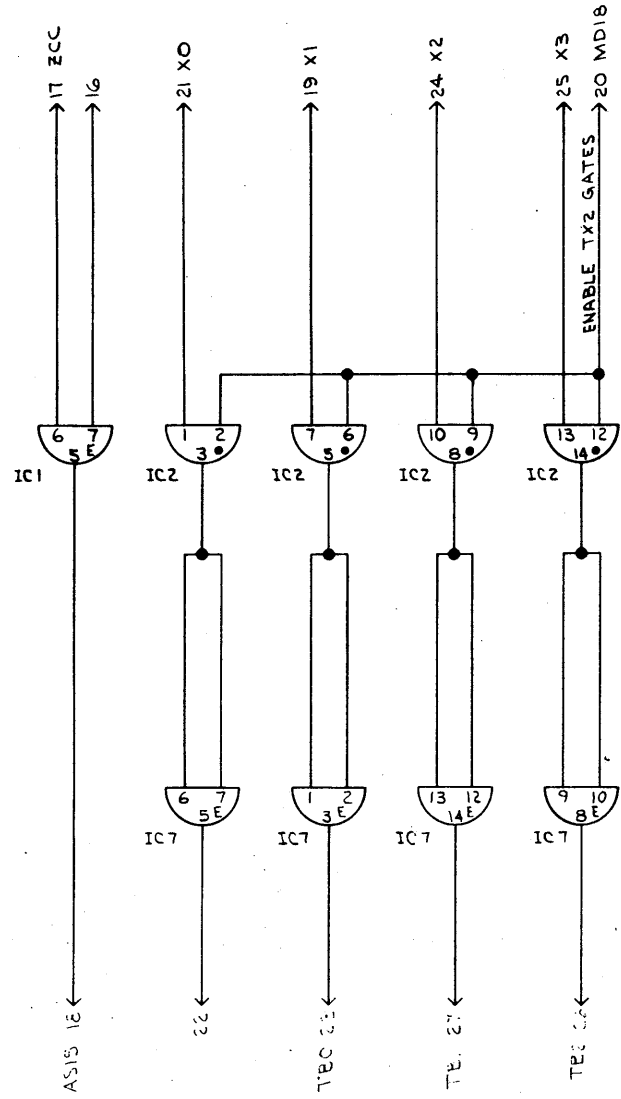 17 ZCC
16
21 X0
19 X1
24 X2
25 X3
20 MD18
ENABLE TX2 GATES
6 7
5 E
IC1
1 2
3
IC2
7 6
5
IC2
10 9
8
IC2
13 12
14
IC2
6 7
5 E
IC7
1 2
3 E
IC7
13 12
14 E
IC7
9 10
8 E
IC7
ASIS 18
22
TBC
27